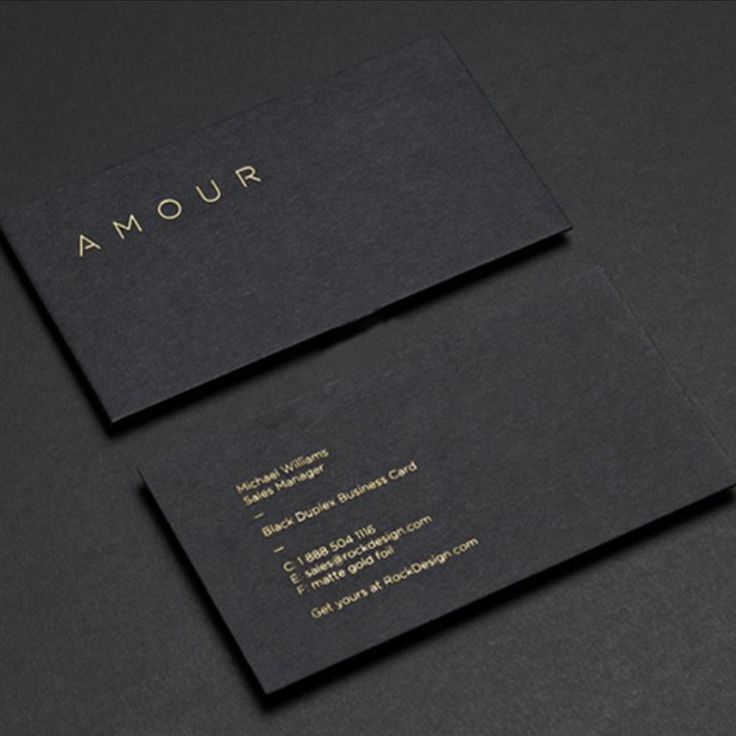 AMOUR
Michael Williams
Sales Manager
—
Black Duplex Business Card
—
C: 1 888 504 1116
E: sales@rockdesign.com
F: matte gold foil
Get yours at RockDesign.com